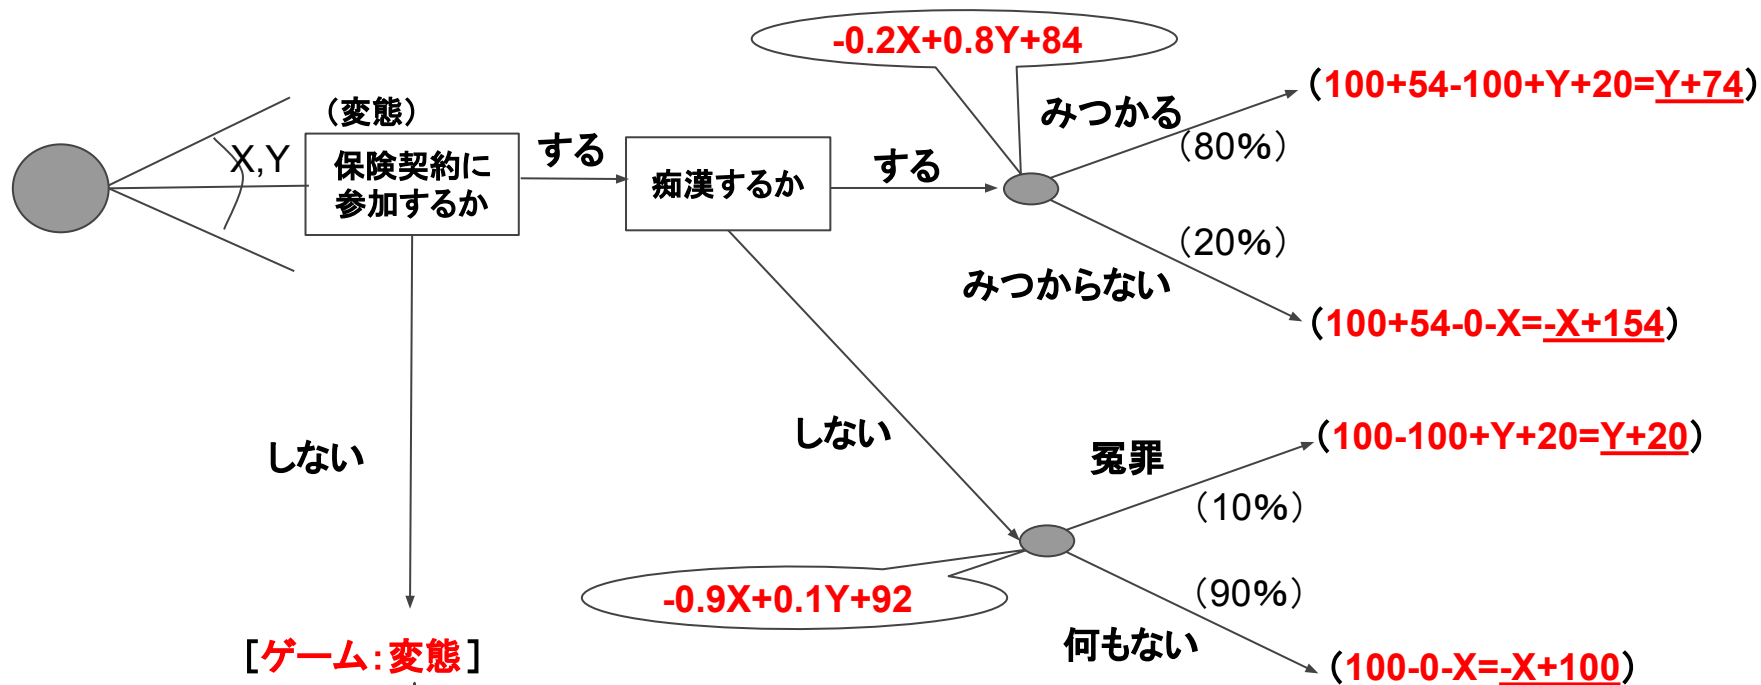 -0.2X+0.8Y+84
(100+54-100+Y+20=Y+74)
みつかる
(80%)
(変態)
X,Y
保険契約に
参加するか
する
痴漢するか
する
(20%)
みつからない
(100+54-0-X=-X+154)
しない
しない
冤罪
(100-100+Y+20=Y+20)
(10%)
-0.9X+0.1Y+92
(90%)
何もない
(100-0-X=-X+100)
[ゲーム:変態]